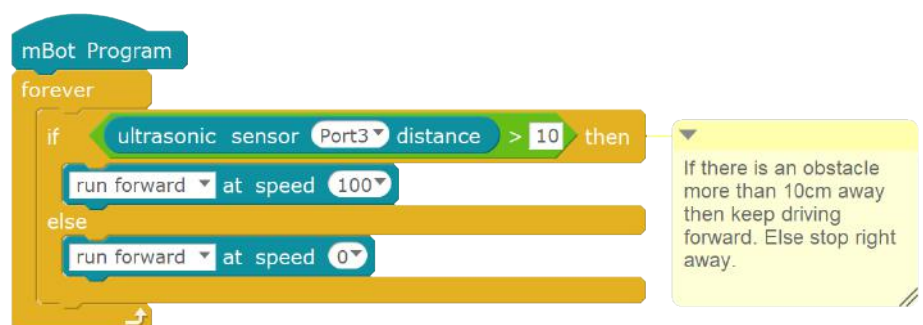 mBot Program
forever
if ultrasonic sensor Port3 distance > 10 then
run forward at speed 100
else
run forward at speed 0
If there is an obstacle
more than 10cm away
then keep driving
forward. Else stop right
away.